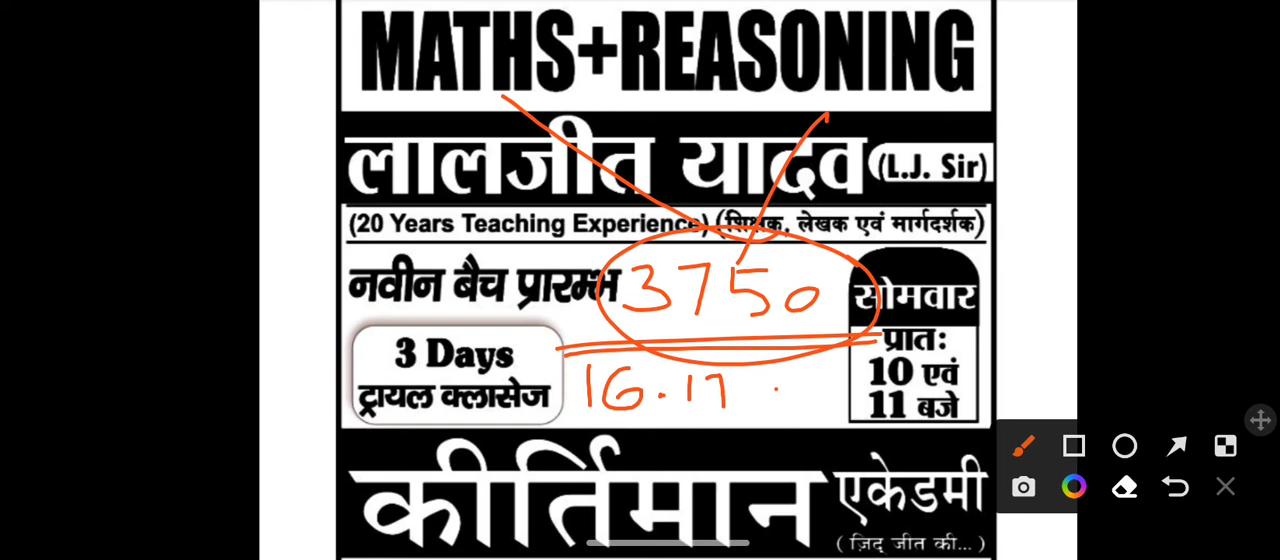 MATHS+REASONING
लालजीत यादव (L.J. Sir)
(20 Years Teaching Experience) (शिक्षक, लेखक एवं मार्गदर्शक)
नवीन बैच प्रारम्भ
3750
सोमवार
प्रातः
10 एवं
11 बजे
3 Days
ट्रायल क्लासेज
16.17.
कीर्तिमान एकेडमी
( ज़िद् जीत की... )